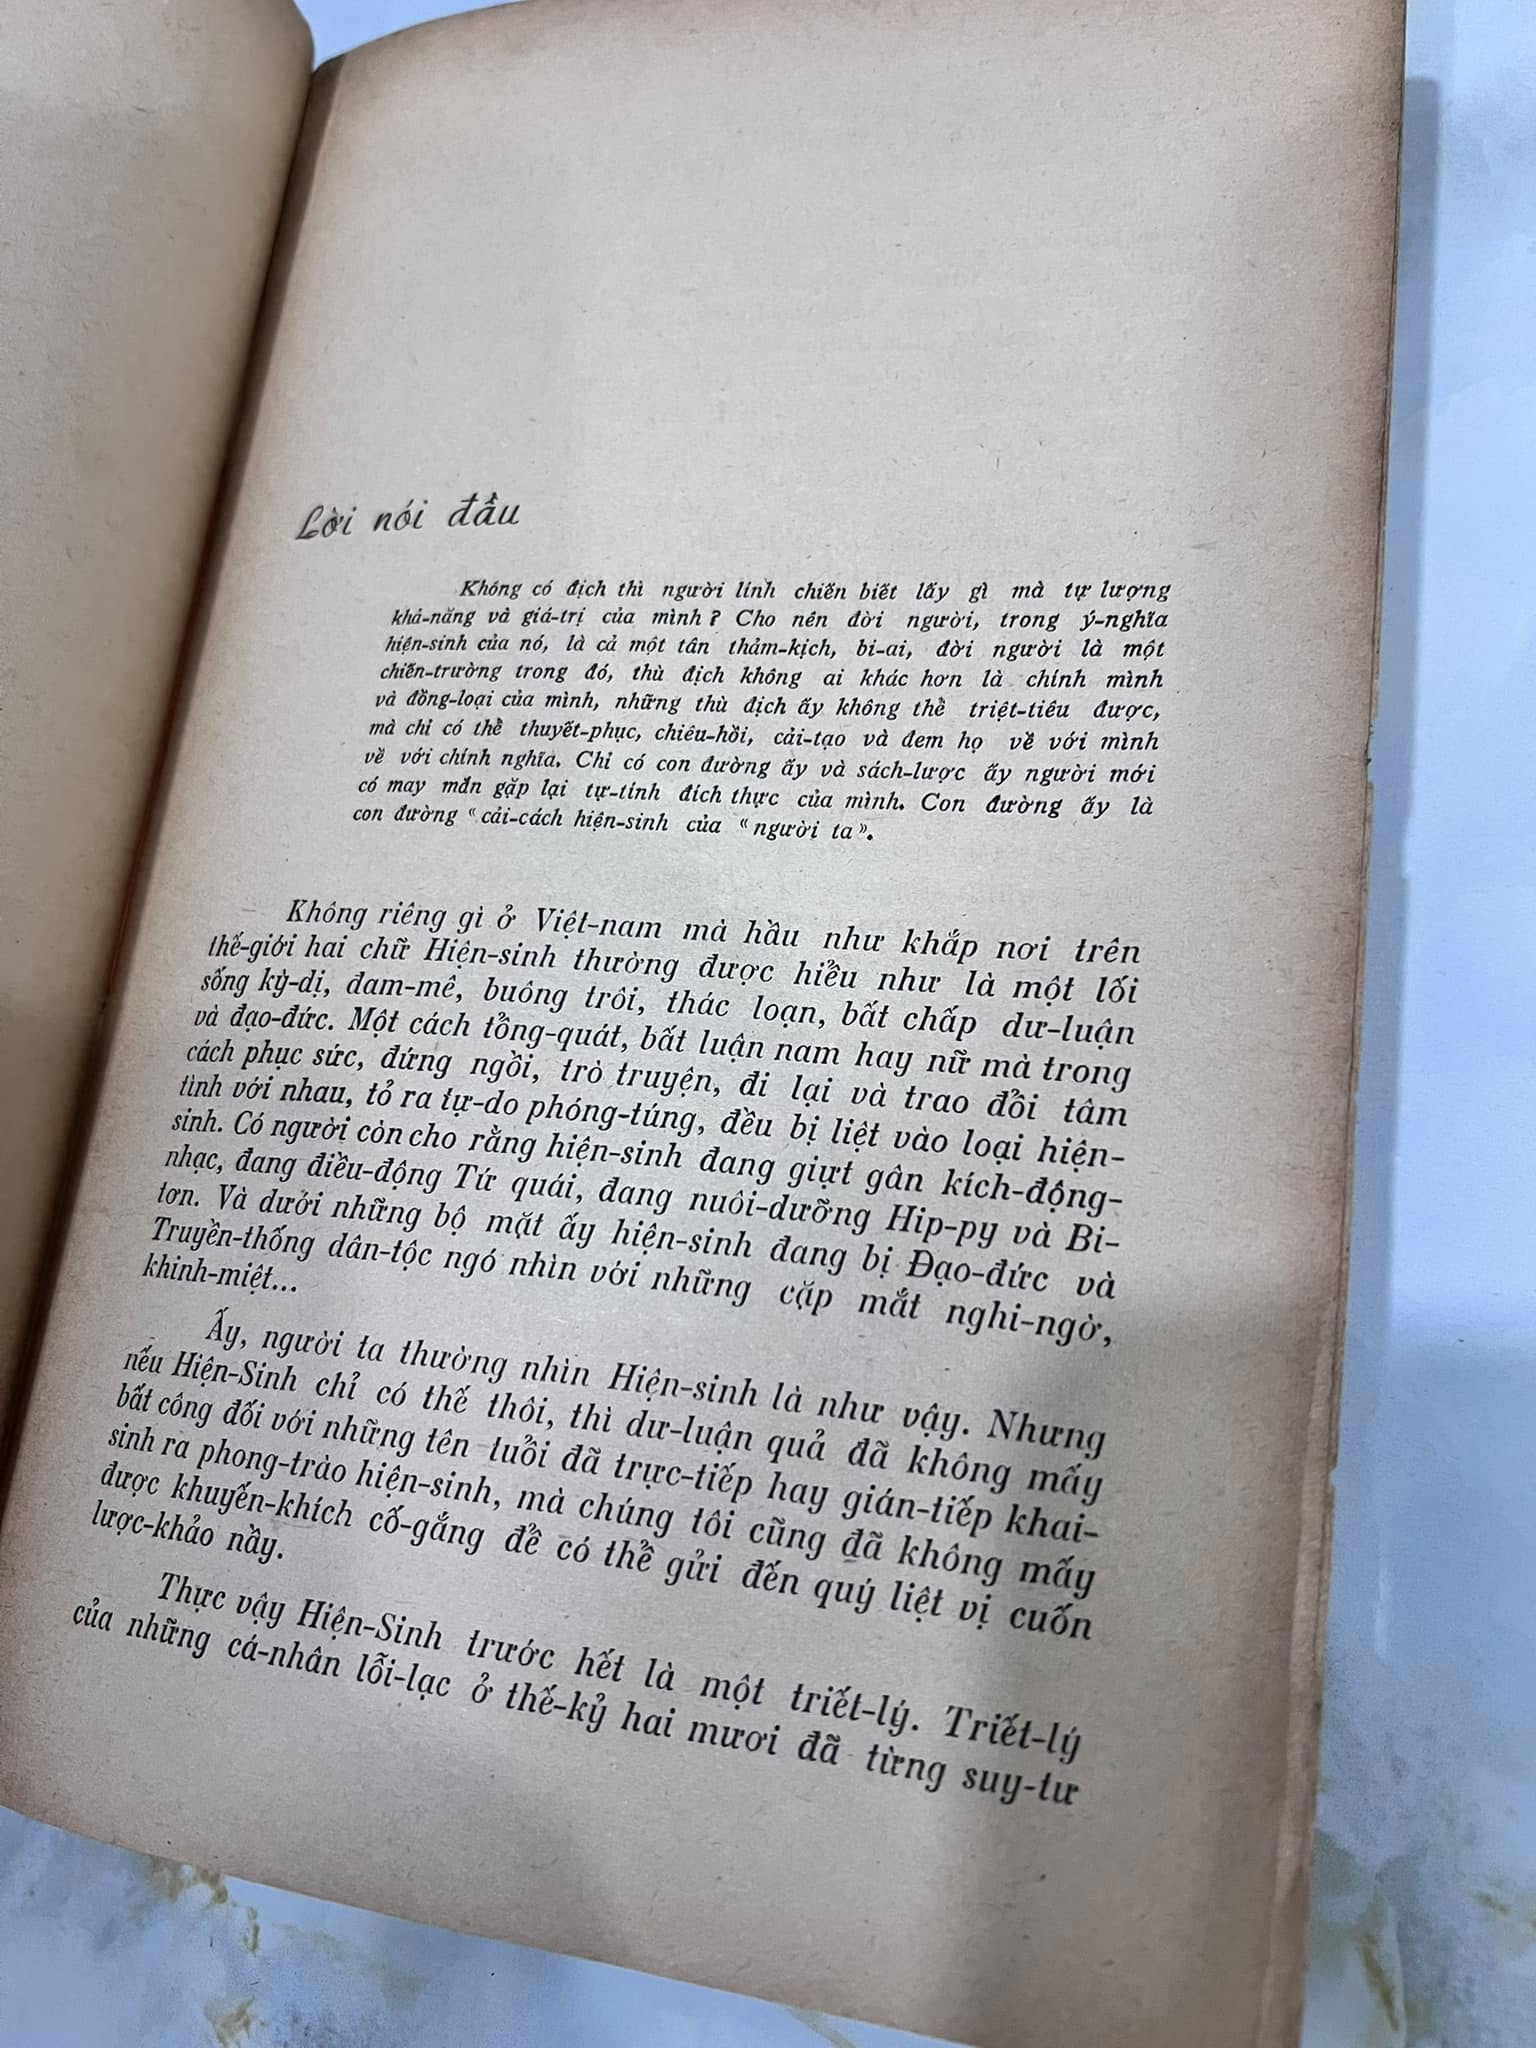 Lời nói đầu
Không có địch thì người lính chiến biết lấy gì mà tự lượng
khả-năng và giá-trị của mình ? Cho nên đời người, trong ý-nghĩa
hiện-sinh của nó, là cả một tân thảm-kịch, bi-ai, đời người là một
chiến-trường trong đó, thù địch không ai khác hơn là chính mình
và đồng-loại của mình, những thù địch ấy không thể triệt-tiêu được,
mà chỉ có thể thuyết-phục, chiêu-hồi, cải-tạo và đem họ về với mình
về với chính nghĩa. Chỉ có con đường ấy và sách-lược ấy người mới
có may mắn gặp lại tự-tính đích thực của mình. Con đường ấy là
con đường « cải-cách hiện-sinh của « người ta ».
Không riêng gì ở Việt-nam mà hầu như khắp nơi trên
thế-giới hai chữ Hiện-sinh thường được hiểu như là một lối
sống kỳ-dị, đam-mê, buông trôi, thác loạn, bất chấp dư-luận
và đạo-đức. Một cách tổng-quát, bất luận nam hay nữ mà trong
cách phục sức, đứng ngồi, trò truyện, đi lại và trao đổi tâm
tình với nhau, tỏ ra tự-do phóng-túng, đều bị liệt vào loại hiện-
sinh. Có người còn cho rằng hiện-sinh đang giựt gân kích-động-
nhạc, đang điều-động Tứ quái, đang nuôi-dưỡng Hip-py và Bi-
tơn. Và dưới những bộ mặt ấy hiện-sinh đang bị Đạo-đức và
Truyền-thống dân-tộc ngó nhìn với những cặp mắt nghi-ngờ,
khinh-miệt...
Ấy, người ta thường nhìn Hiện-sinh là như vậy. Nhưng
nếu Hiện-Sinh chỉ có thế thôi, thì dư-luận quả đã không mấy
bất công đối với những tên tuổi đã trực-tiếp hay gián-tiếp khai-
sinh ra phong-trào hiện-sinh, mà chúng tôi cũng đã không mấy
được khuyến-khích cố-gắng để có thể gửi đến quý liệt vị cuốn
lược-khảo nầy.
Thực vậy Hiện-Sinh trước hết là một triết-lý. Triết-lý
của những cá-nhân lỗi-lạc ở thế-kỷ hai mươi đã từng suy-tư